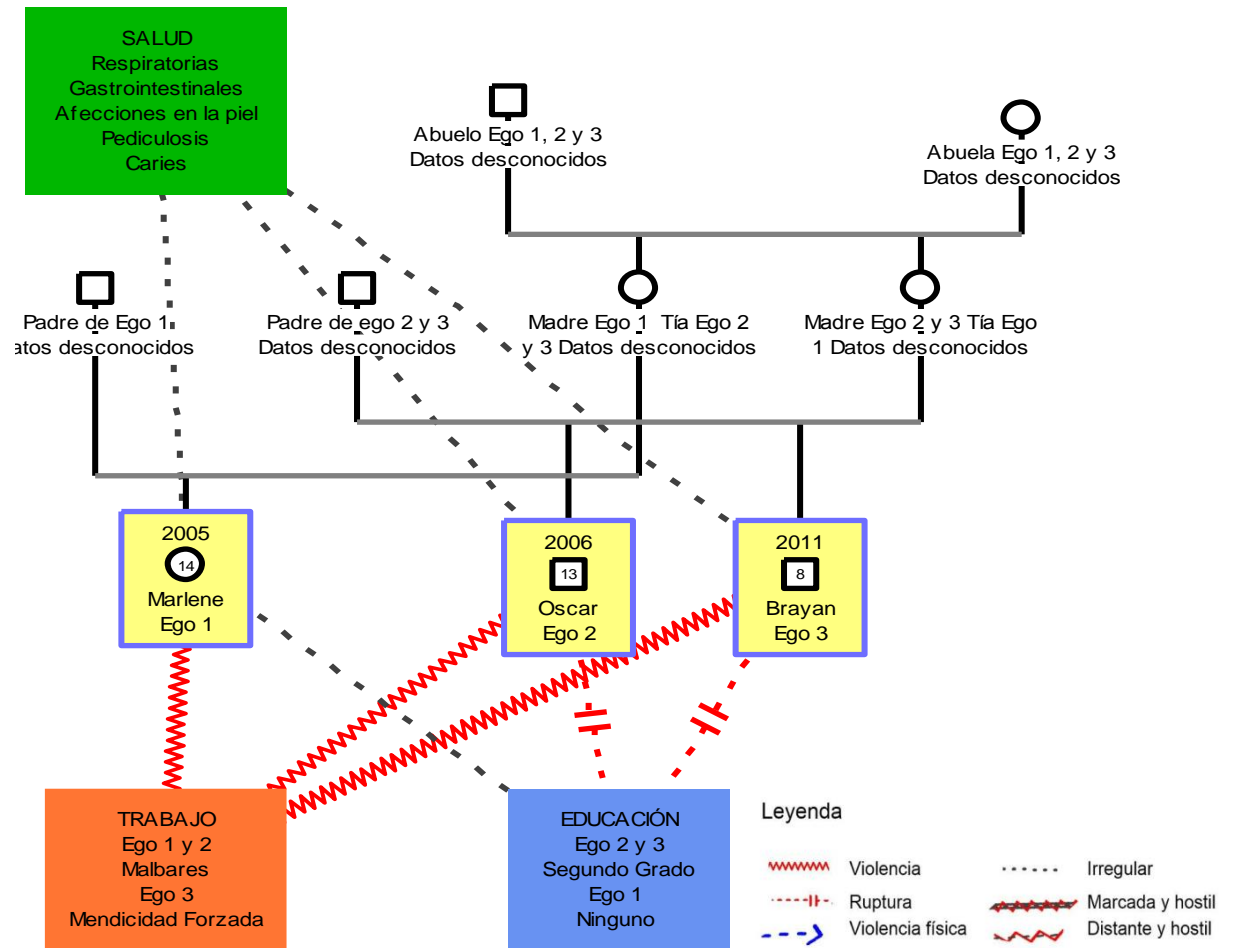 SALUD
Respiratorias
Gastrointestinales
Afecciones en la piel
Pediculosis
Caries
Abuelo Ego 1, 2 y 3
Datos desconocidos
Abuela Ego 1, 2 y 3
Datos desconocidos
Padre de Ego 1
atos desconocidos
Padre de ego 2 y 3
Datos desconocidos
Madre Ego 1 Tía Ego 2
y 3 Datos desconocidos
Madre Ego 2 y 3 Tía Ego
1 Datos desconocidos
2005
14
Marlene
Ego 1
2006
13
Oscar
Ego 2
2011
8
Brayan
Ego 3
TRABAJO
Ego 1 y 2
Malbares
Ego 3
Mendicidad Forzada
EDUCACIÓN
Ego 2 y 3
Segundo Grado
Ego 1
Ninguno
Leyenda
Violencia
Ruptura
Violencia física
Irregular
Marcada y hostil
Distante y hostil